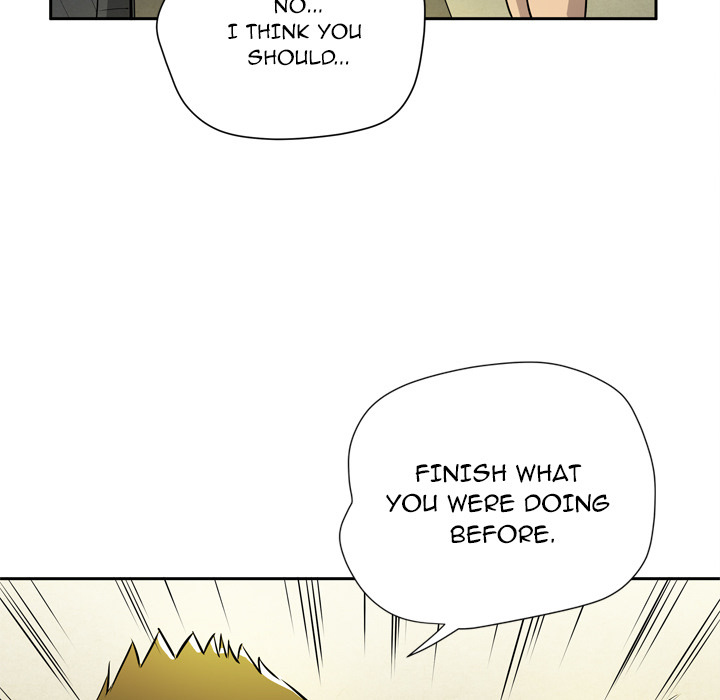 NO...
I THINK YOU
SHOULD...
FINISH WHAT
YOU WERE DOING
BEFORE.